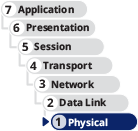 7 Application
6 Presentation
5 Session
4 Transport
3 Network
2 Data Link
1 Physical